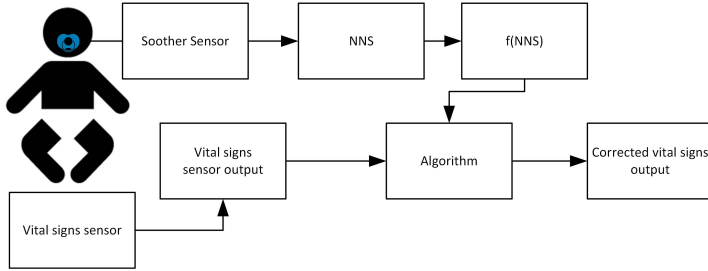 Soother Sensor
NNS
f(NNS)
Vital signs
sensor output
Algorithm
Corrected vital signs
output
Vital signs sensor